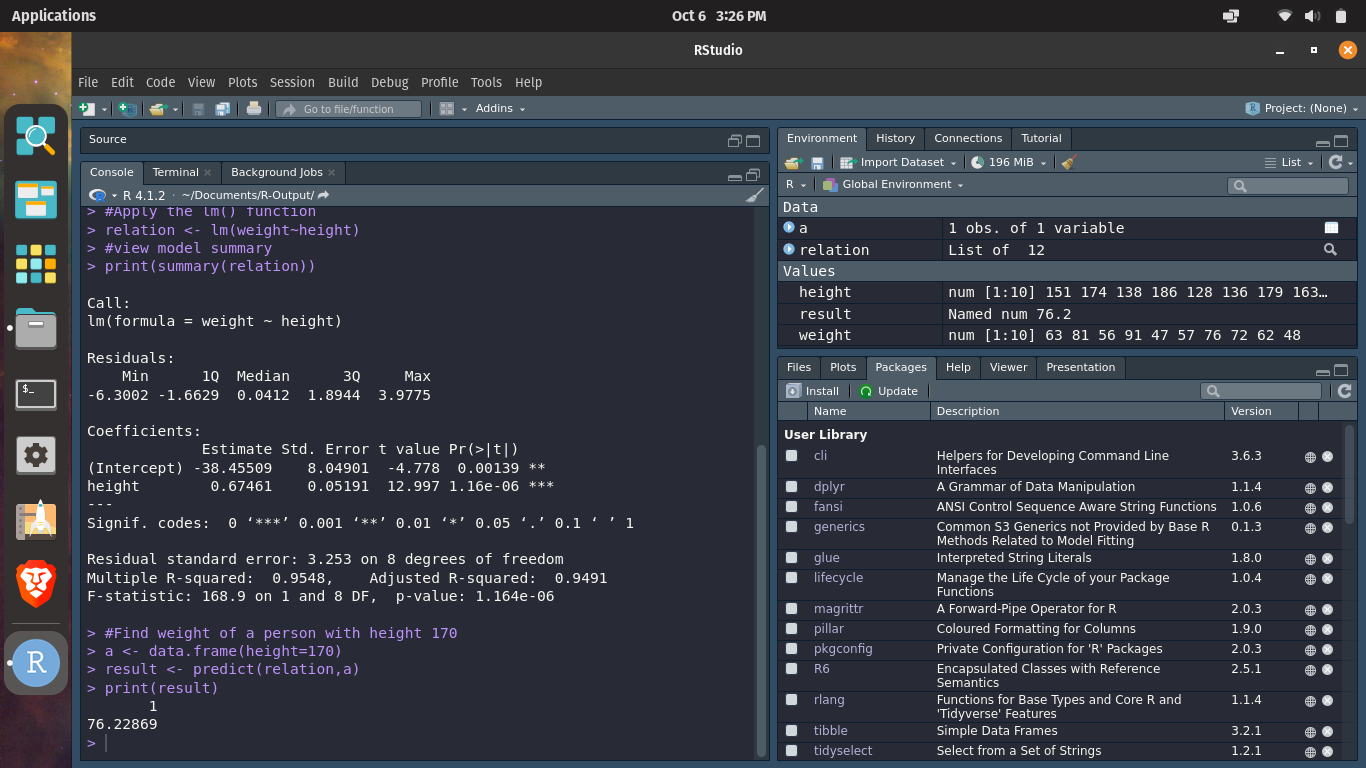 Applications
Oct 6 3:26 PM
RStudio
File Edit Code View Plots Session Build Debug Profile Tools Help
Go to file/function
Addins
Project: (None)
Source
Console Terminal Background Jobs
R 4.1.2 · ~/Documents/R-Output/
> #Apply the lm() function
> relation <- lm(weight~height)
> #view model summary
> print(summary(relation))
Call:
lm(formula = weight ~ height)
Residuals:
    Min      1Q  Median      3Q     Max
-6.3002 -1.6629  0.0412  1.8944  3.9775
Coefficients:
             Estimate Std. Error t value Pr(>|t|)
(Intercept) -38.45509    8.04901  -4.778  0.00139 **
height        0.67461    0.05191  12.997 1.16e-06 ***
---
Signif. codes:  0 ‘***’ 0.001 ‘**’ 0.01 ‘*’ 0.05 ‘.’ 0.1 ‘ ’ 1
Residual standard error: 3.253 on 8 degrees of freedom
Multiple R-squared:  0.9548,    Adjusted R-squared:  0.9491
F-statistic: 168.9 on 1 and 8 DF,  p-value: 1.164e-06
> #Find weight of a person with height 170
> a <- data.frame(height=170)
> result <- predict(relation,a)
> print(result)
       1
76.22869
>
Environment History Connections Tutorial
Import Dataset 196 MiB List
R Global Environment
Data
a 1 obs. of 1 variable
relation List of  12
Values
height num [1:10] 151 174 138 186 128 136 179 163…
result Named num 76.2
weight num [1:10] 63 81 56 91 47 57 76 72 62 48
Files Plots Packages Help Viewer Presentation
Install Update
Name Description Version
User Library
cli Helpers for Developing Command Line 3.6.3
Interfaces
dplyr A Grammar of Data Manipulation 1.1.4
fansi ANSI Control Sequence Aware String Functions 1.0.6
generics Common S3 Generics not Provided by Base R 0.1.3
Methods Related to Model Fitting
glue Interpreted String Literals 1.8.0
lifecycle Manage the Life Cycle of your Package 1.0.4
Functions
magrittr A Forward-Pipe Operator for R 2.0.3
pillar Coloured Formatting for Columns 1.9.0
pkgconfig Private Configuration for 'R' Packages 2.0.3
R6 Encapsulated Classes with Reference 2.5.1
Semantics
rlang Functions for Base Types and Core R and 1.1.4
'Tidyverse' Features
tibble Simple Data Frames 3.2.1
tidyselect Select from a Set of Strings 1.2.1
$_
R